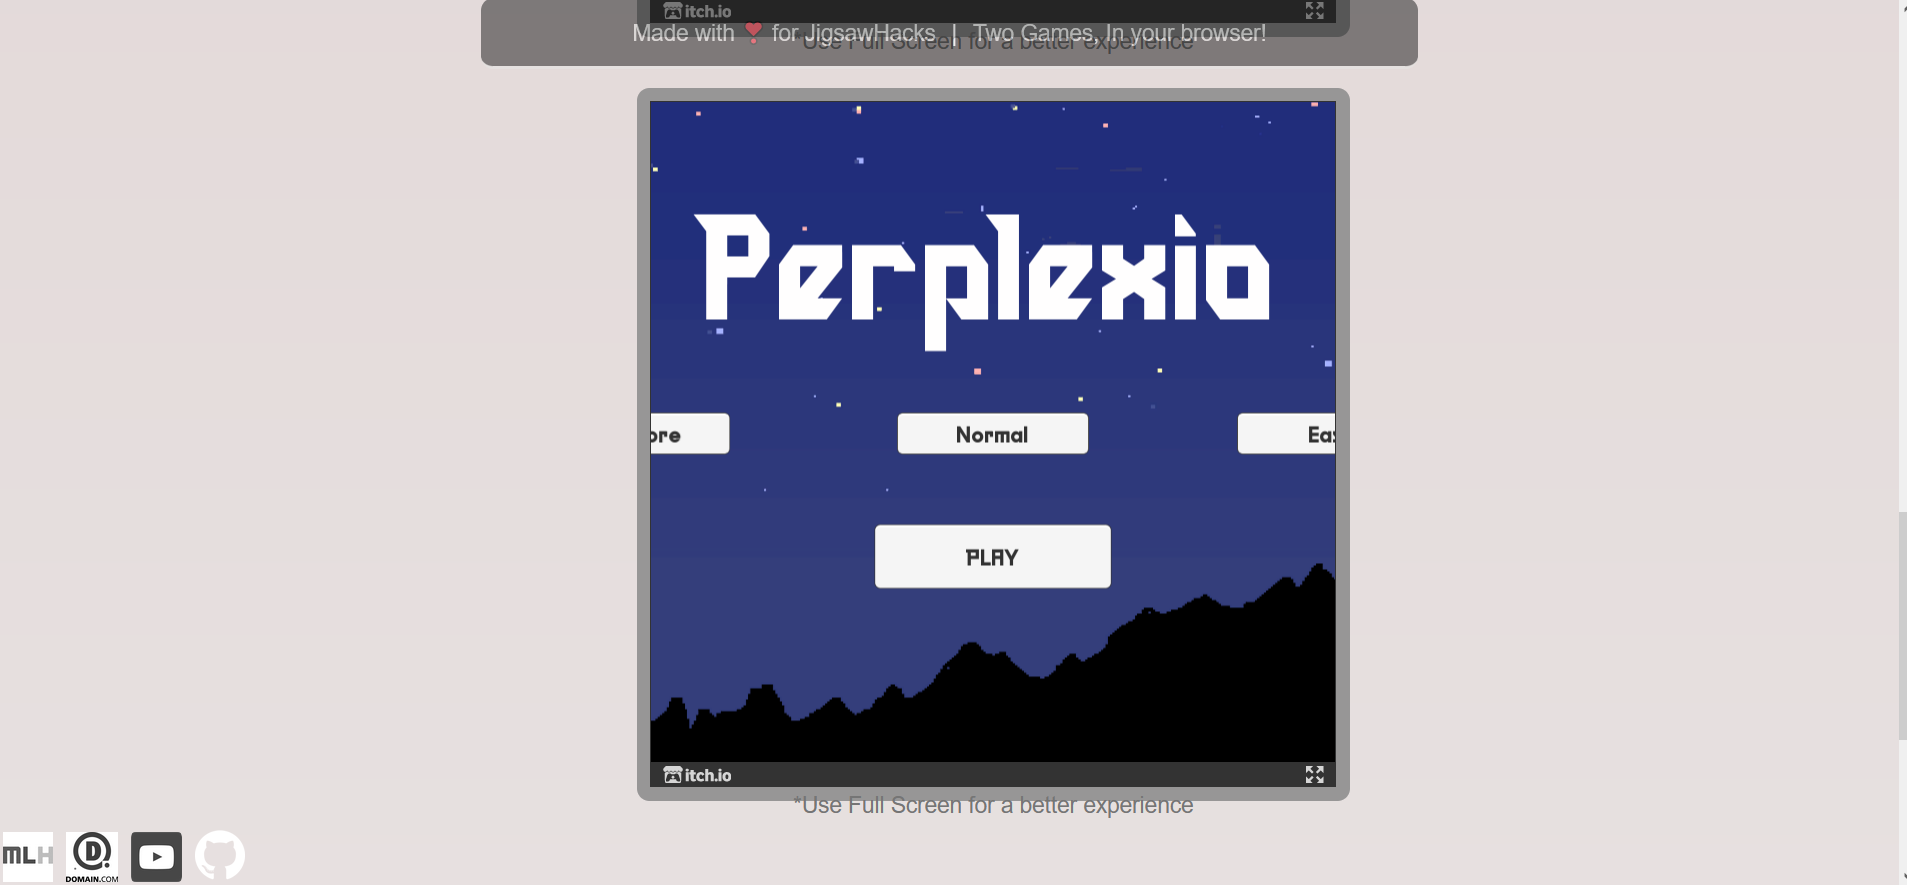 itch.io
Made with ❣ for JigsawHacks | Two Games, In your browser!
*Use Full Screen for a better experience
Perplexio
ore
Normal
Eas
PLAY
itch.io
*Use Full Screen for a better experience
MLH
D
DOMAIN.COM